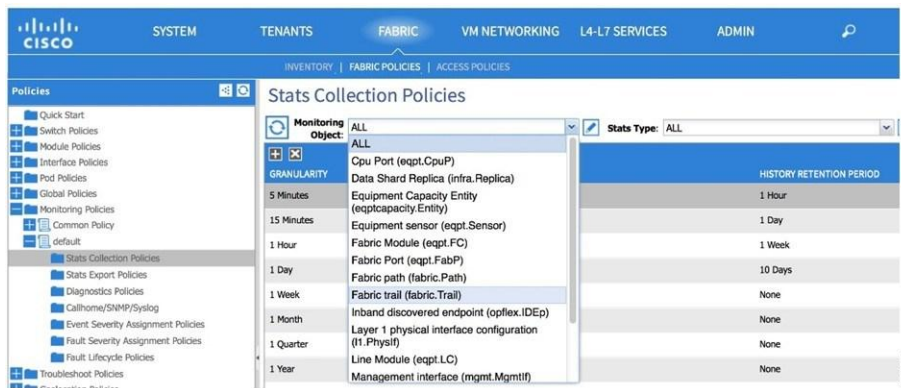 CISCO
SYSTEM
TENANTS
FABRIC
VM NETWORKING
L4-L7 SERVICES
ADMIN
INVENTORY | FABRIC POLICIES | ACCESS POLICIES
Policies
Quick Start
Switch Policies
Module Policies
Interface Policies
Pod Policies
Global Policies
Monitoring Policies
Common Policy
default
Stats Collection Policies
Stats Export Policies
Diagnostics Policies
Callhome/SNMP/Syslog
Event Severity Assignment Policies
Fault Severity Assignment Policies
Fault Lifecycle Policies
Troubleshoot Policies
Stats Collection Policies
Monitoring
Object:
ALL
Stats Type: ALL
ALL
Cpu Port (eqpt.CpuP)
Data Shard Replica (infra.Replica)
Equipment Capacity Entity
(eqptcapacity.Entity)
Equipment sensor (eqpt.Sensor)
Fabric Module (eqpt.FC)
Fabric Port (eqpt.FabP)
Fabric path (fabric.Path)
Fabric trail (fabric.Trail)
Inband discovered endpoint (opflex.IDEp)
Layer 1 physical interface configuration
(l1.PhysIf)
Line Module (eqpt.LC)
Management interface (mgmt.MgmtIf)
GRANULARITY
HISTORY RETENTION PERIOD
5 Minutes
1 Hour
15 Minutes
1 Day
1 Hour
1 Week
1 Day
10 Days
1 Week
None
1 Month
None
1 Quarter
None
1 Year
None